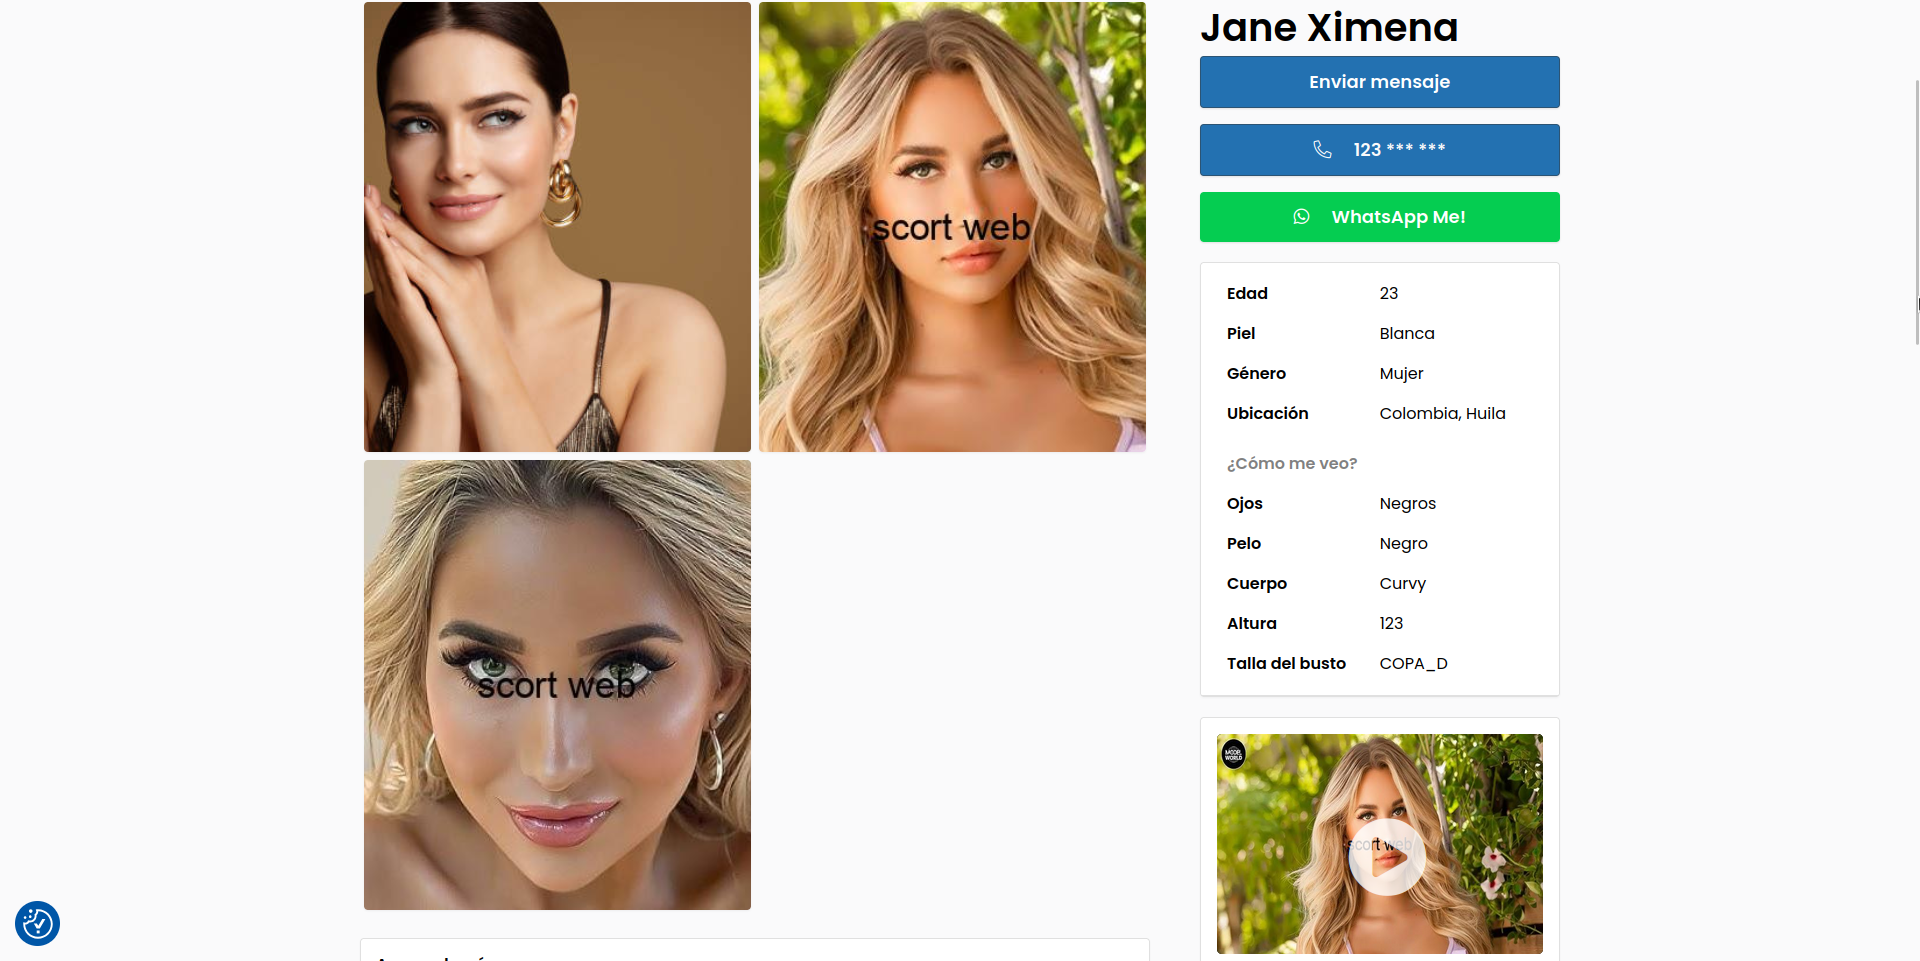 Jane Ximena
Enviar mensaje
123 *** ***
WhatsApp Me!
scort web
Edad 23
Piel Blanca
Género Mujer
Ubicación Colombia, Huila
¿Cómo me veo?
Ojos Negros
Pelo Negro
Cuerpo Curvy
Altura 123
Talla del busto COPA_D
scort web
scort web